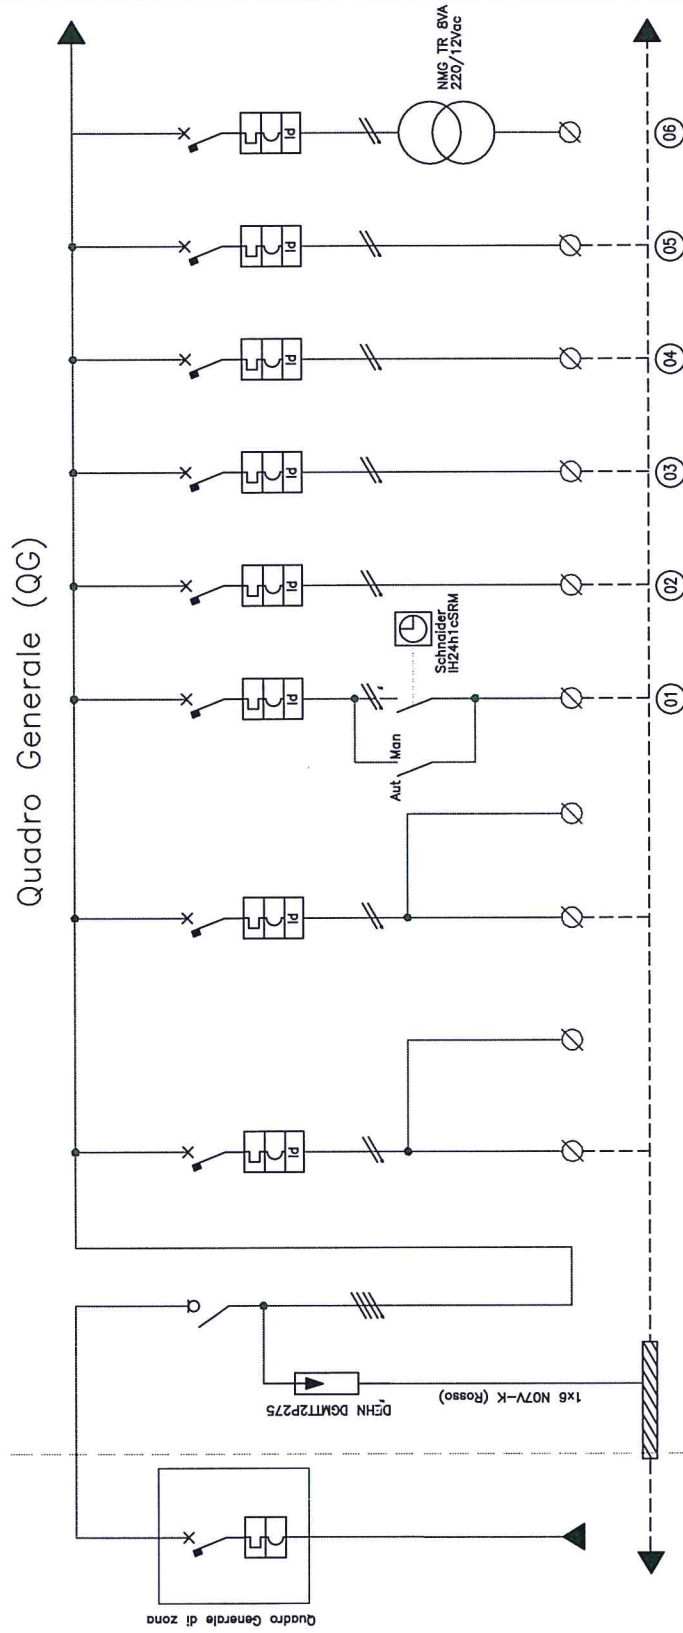 Quadro Generale (QG)
Quadro Generale di zona
DEHN DGMTT2P275
1x6 N07V-K (Rosso)
Id
Id
Aut
Man
Id
Schnaider
IH24h1cSRM
01
Id
02
Id
03
Id
04
Id
05
Id
NMG TR 8VA
220/12Vac
06